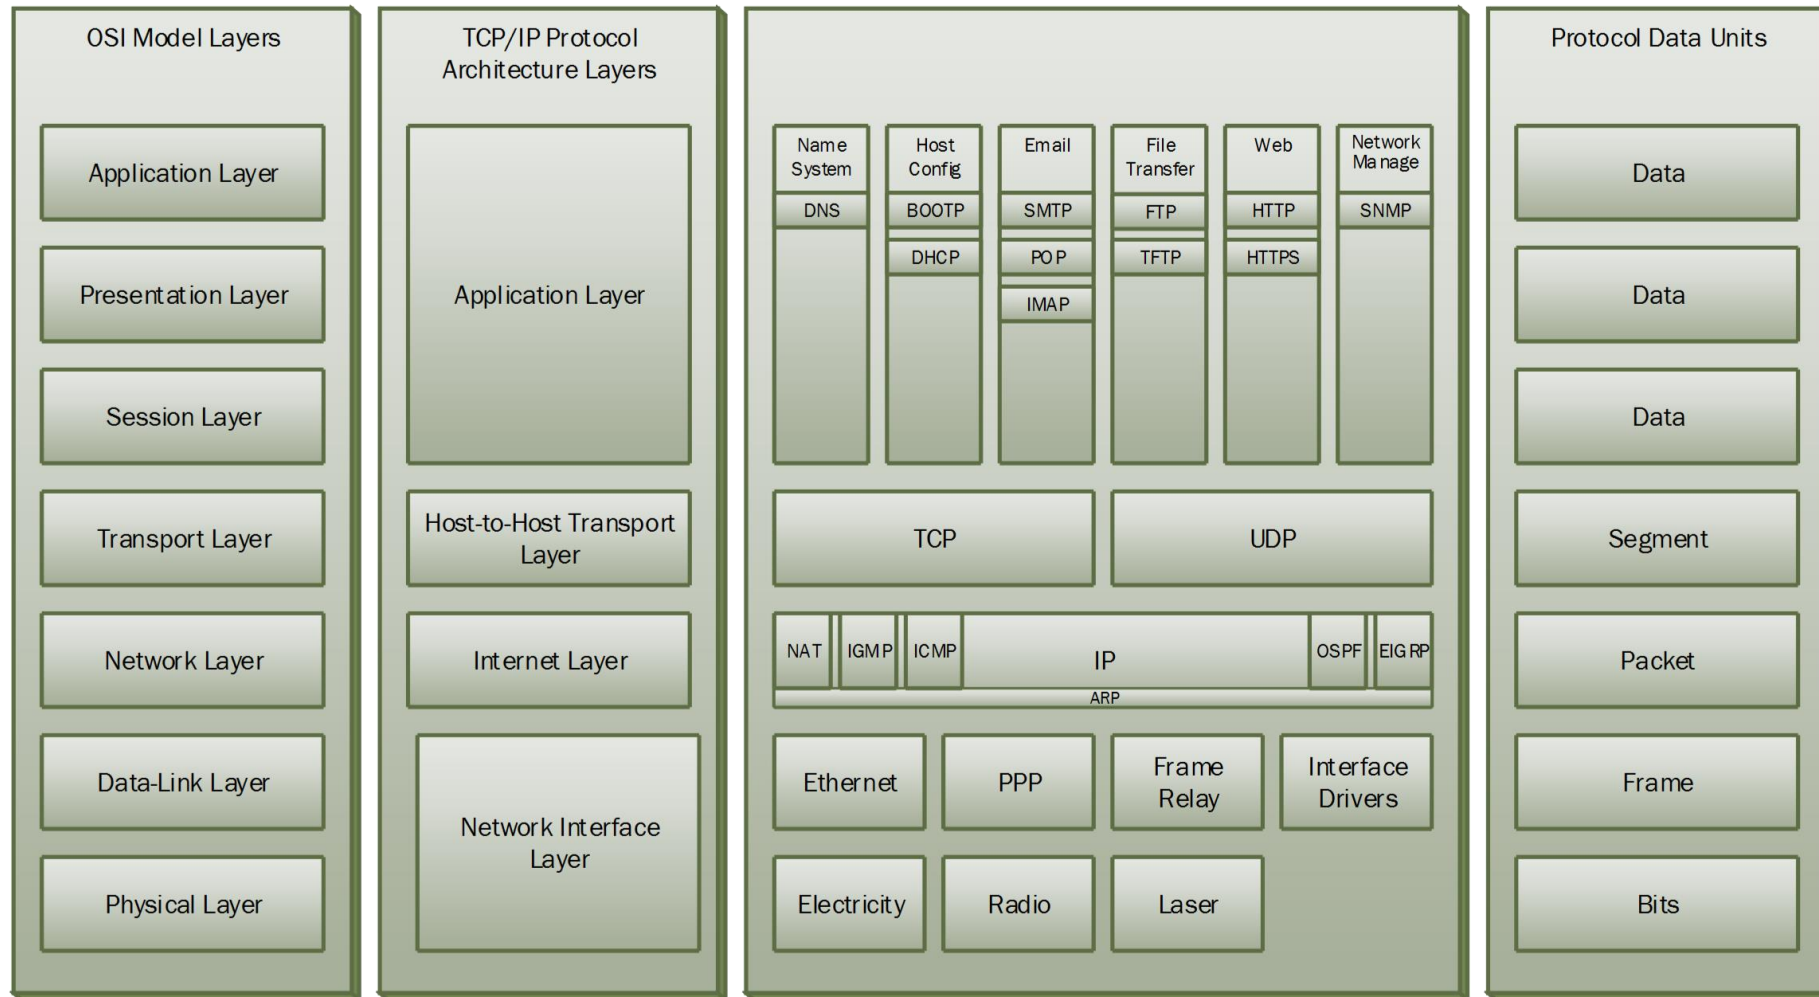 OSI Model Layers
Application Layer
Presentation Layer
Session Layer
Transport Layer
Network Layer
Data-Link Layer
Physical Layer
TCP/IP Protocol
Architecture Layers
Application Layer
Host-to-Host Transport
Layer
Internet Layer
Network Interface
Layer
Name
System
DNS
Host
Config
BOOTP
DHCP
Email
SMTP
POP
IMAP
File
Transfer
FTP
TFTP
Web
HTTP
HTTPS
Network
Manage
SNMP
TCP
UDP
NAT
IGMP
ICMP
IP
OSPF
EIGRP
ARP
Ethernet
PPP
Frame
Relay
Interface
Drivers
Electricity
Radio
Laser
Protocol Data Units
Data
Data
Data
Segment
Packet
Frame
Bits